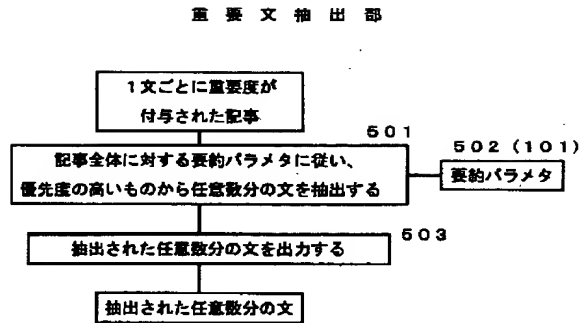 重要文抽出部
1文ごとに重要度が
付与された記事
501
502(101)
記事全体に対する要約パラメタに従い、
優先度の高いものから任意数分の文を抽出する
要約パラメタ
503
抽出された任意数分の文を出力する
抽出された任意数分の文